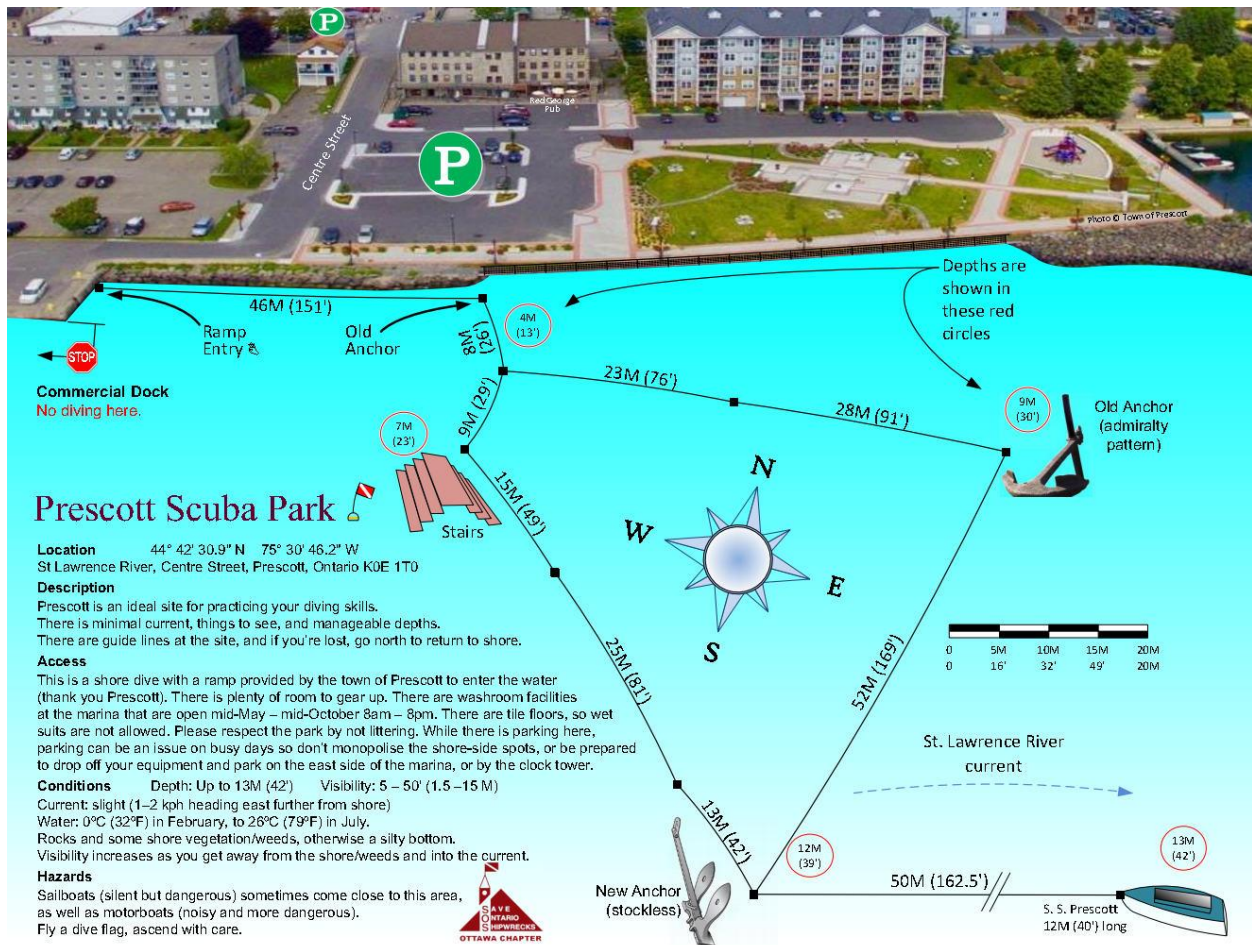 P
Red George
Pub
Centre Street
P
Photo © Town of Prescott
46M (151')
Ramp
Entry
Old
Anchor
4M
(13')
8M
(26')
Depths are
shown in
these red
circles
STOP
Commercial Dock
No diving here.
23M (76')
28M (91')
9M (29')
9M
(30')
Old Anchor
(admiralty
pattern)
7M
(23')
15M (49')
Stairs
N
W
E
S
Prescott Scuba Park
Location 44° 42' 30.9" N 75° 30' 46.2" W
St Lawrence River, Centre Street, Prescott, Ontario K0E 1T0
Description
Prescott is an ideal site for practicing your diving skills.
There is minimal current, things to see, and manageable depths.
There are guide lines at the site, and if you're lost, go north to return to shore.
Access
This is a shore dive with a ramp provided by the town of Prescott to enter the water
(thank you Prescott). There is plenty of room to gear up. There are washroom facilities
at the marina that are open mid-May – mid-October 8am – 8pm. There are tile floors, so wet
suits are not allowed. Please respect the park by not littering. While there is parking here,
parking can be an issue on busy days so don't monopolise the shore-side spots, or be prepared
to drop off your equipment and park on the east side of the marina, or by the clock tower.
Conditions Depth: Up to 13M (42') Visibility: 5 – 50' (1.5 –15 M)
Current: slight (1–2 kph heading east further from shore)
Water: 0ºC (32ºF) in February, to 26ºC (79ºF) in July.
Rocks and some shore vegetation/weeds, otherwise a silty bottom.
Visibility increases as you get away from the shore/weeds and into the current.
Hazards
Sailboats (silent but dangerous) sometimes come close to this area,
as well as motorboats (noisy and more dangerous).
Fly a dive flag, ascend with care.
SAVE
ONTARIO
SHIPWRECKS
OTTAWA CHAPTER
25M (81')
52M (169')
0 5M 10M 15M 20M
0 16' 32' 49' 20M
St. Lawrence River
current
13M (42')
12M
(39')
13M
(42')
New Anchor
(stockless)
50M (162.5')
S. S. Prescott
12M (40') long